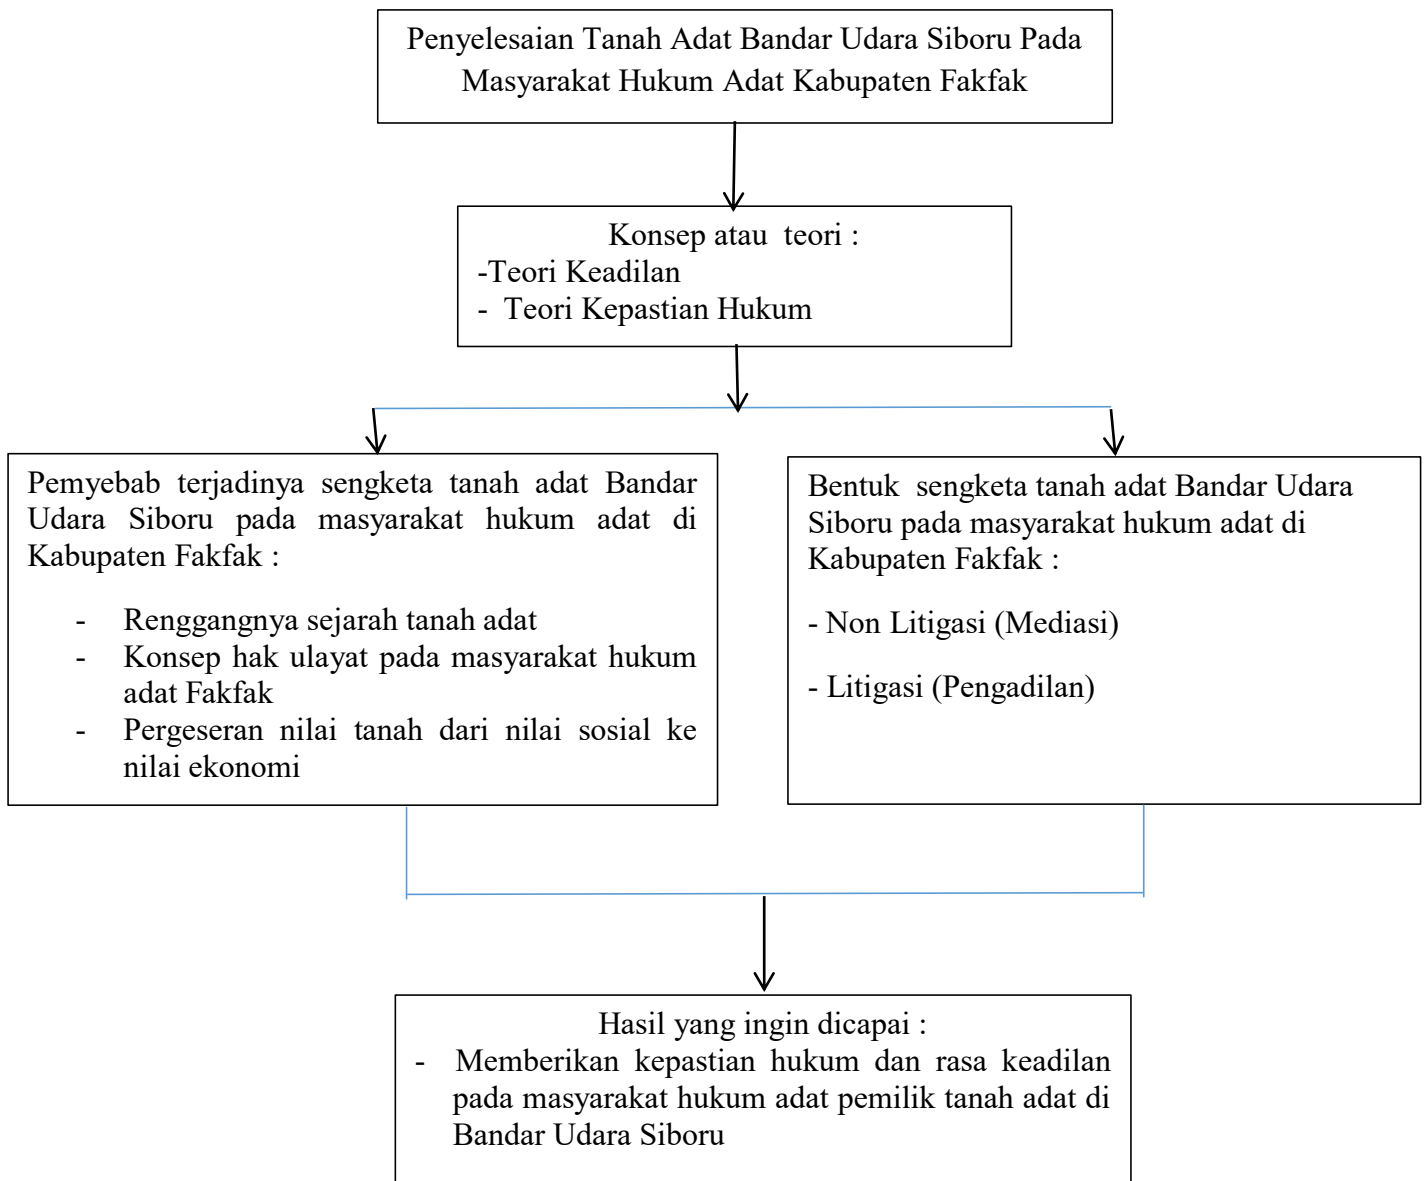 Penyelesaian Tanah Adat Bandar Udara Siboru Pada
Masyarakat Hukum Adat Kabupaten Fakfak
Konsep atau teori :
-Teori Keadilan
- Teori Kepastian Hukum
Pemyebab terjadinya sengketa tanah adat Bandar
Udara Siboru pada masyarakat hukum adat di
Kabupaten Fakfak :
- Renggangnya sejarah tanah adat
- Konsep hak ulayat pada masyarakat hukum
adat Fakfak
- Pergeseran nilai tanah dari nilai sosial ke
nilai ekonomi
Bentuk sengketa tanah adat Bandar Udara
Siboru pada masyarakat hukum adat di
Kabupaten Fakfak :
- Non Litigasi (Mediasi)
- Litigasi (Pengadilan)
Hasil yang ingin dicapai :
- Memberikan kepastian hukum dan rasa keadilan
pada masyarakat hukum adat pemilik tanah adat di
Bandar Udara Siboru